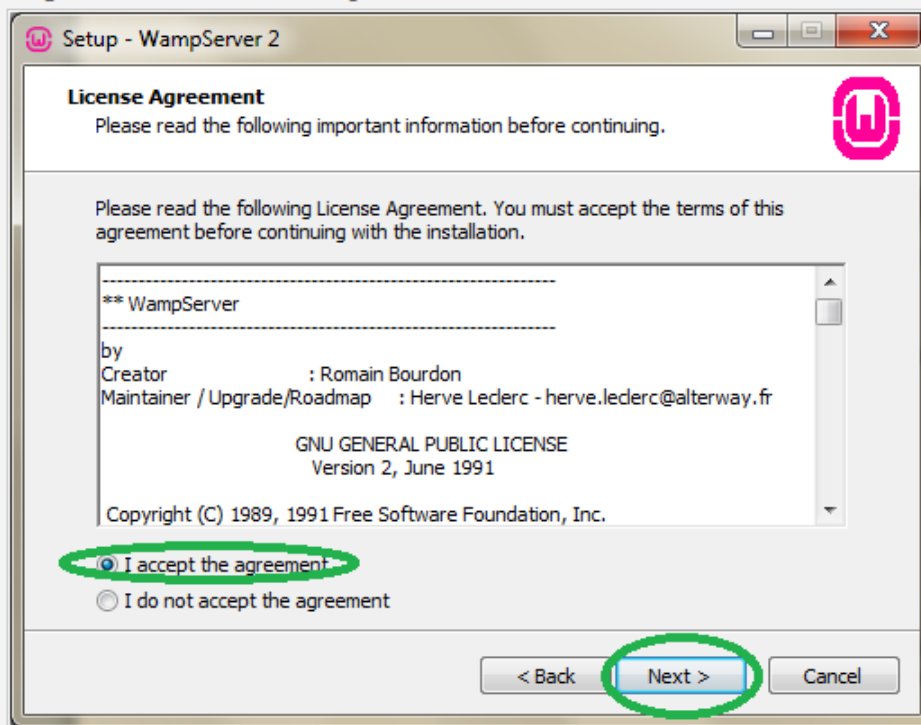 Setup - WampServer 2
License Agreement
Please read the following important information before continuing.
Please read the following License Agreement. You must accept the terms of this
agreement before continuing with the installation.
---------------------------------------------------------------
** WampServer
---------------------------------------------------------------
by
Creator : Romain Bourdon
Maintainer / Upgrade/Roadmap : Herve Leclerc - herve.leclerc@alterway.fr
GNU GENERAL PUBLIC LICENSE
Version 2, June 1991
Copyright (C) 1989, 1991 Free Software Foundation, Inc.
I accept the agreement
I do not accept the agreement
< Back Next > Cancel